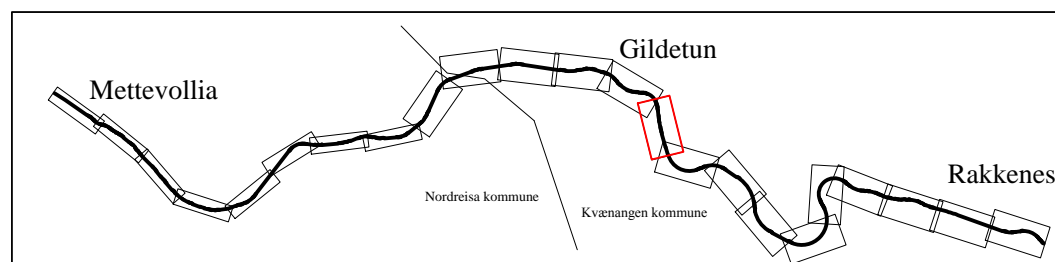 Gildetun
Mettevollia
Rakkenes
Nordreisa kommune
Kvænangen kommune